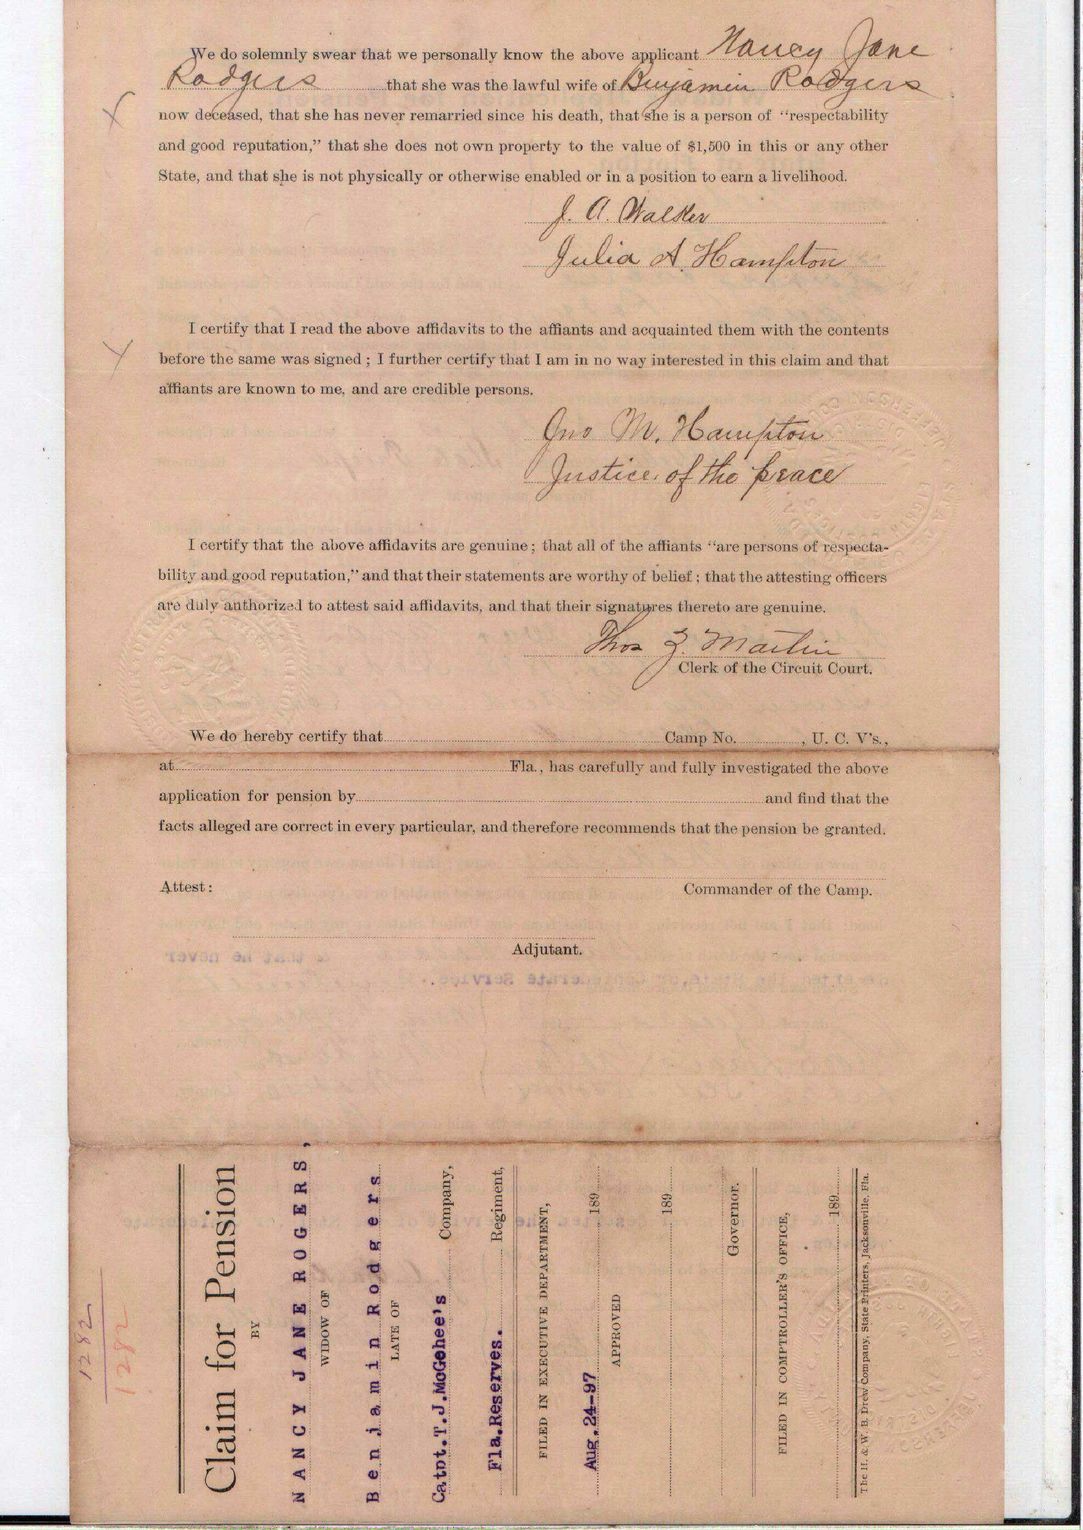 We do solemnly swear that we personally know the above applicant Nancy Jane
Rodgers that she was the lawful wife of Benjamin Rodgers
now deceased, that she has never remarried since his death, that she is a person of "respectability
and good reputation," that she does not own property to the value of $1,500 in this or any other
State, and that she is not physically or otherwise enabled or in a position to earn a livelihood.
J. A. Walker
Julia A. Hampton
I certify that I read the above affidavits to the affiants and acquainted them with the contents
before the same was signed; I further certify that I am in no way interested in this claim and that
affiants are known to me, and are credible persons.
Jno M. Hampton
Justice of the peace
I certify that the above affidavits are genuine; that all of the affiants "are persons of respecta-
bility and good reputation," and that their statements are worthy of belief; that the attesting officers
are duly authorized to attest said affidavits, and that their signatures thereto are genuine.
Thos Z. Martin
Clerk of the Circuit Court.
We do hereby certify that Camp No. , U. C. V's.,
at Fla., has carefully and fully investigated the above
application for pension by and find that the
facts alleged are correct in every particular, and therefore recommends that the pension be granted.
Attest: Commander of the Camp.
Adjutant.
1282
1282
Claim for Pension
BY
NANCY JANE ROGERS,
WIDOW OF
Benjamin Rodgers
LATE OF
Catpt.T.J.McGehee's Company,
Fla.Reserves. Regiment,
FILED IN EXECUTIVE DEPARTMENT,
Aug.24-97 189
APPROVED
189
Governor.
FILED IN COMPTROLLER'S OFFICE,
189
The H. & W. B. Drew Company, State Printers, Jacksonville, Fla.